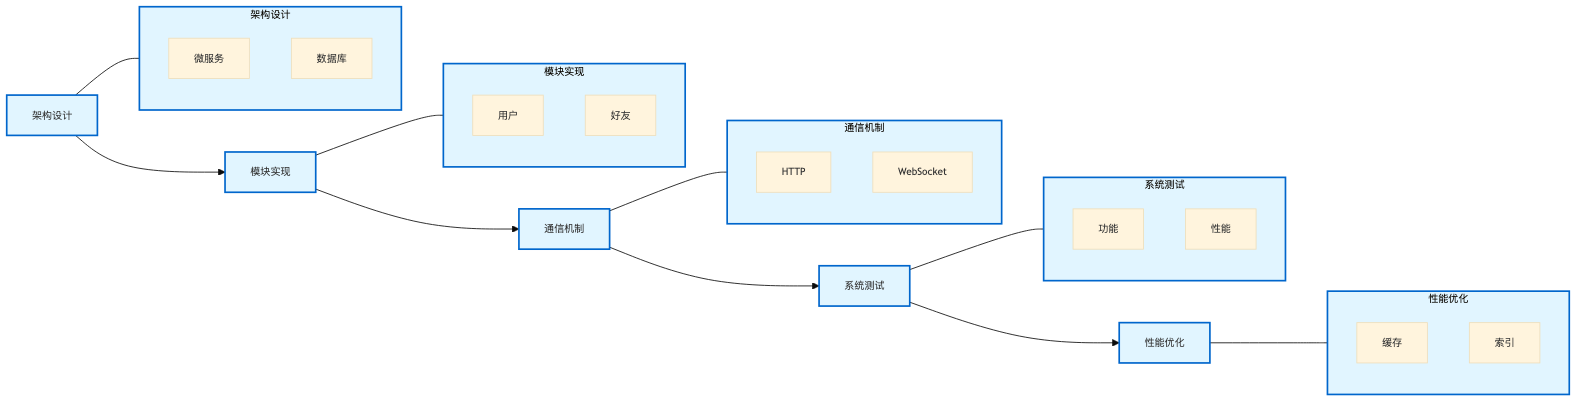 架构设计
微服务
数据库
架构设计
模块实现
用户
好友
模块实现
通信机制
HTTP
WebSocket
通信机制
系统测试
功能
性能
系统测试
性能优化
缓存
索引
性能优化